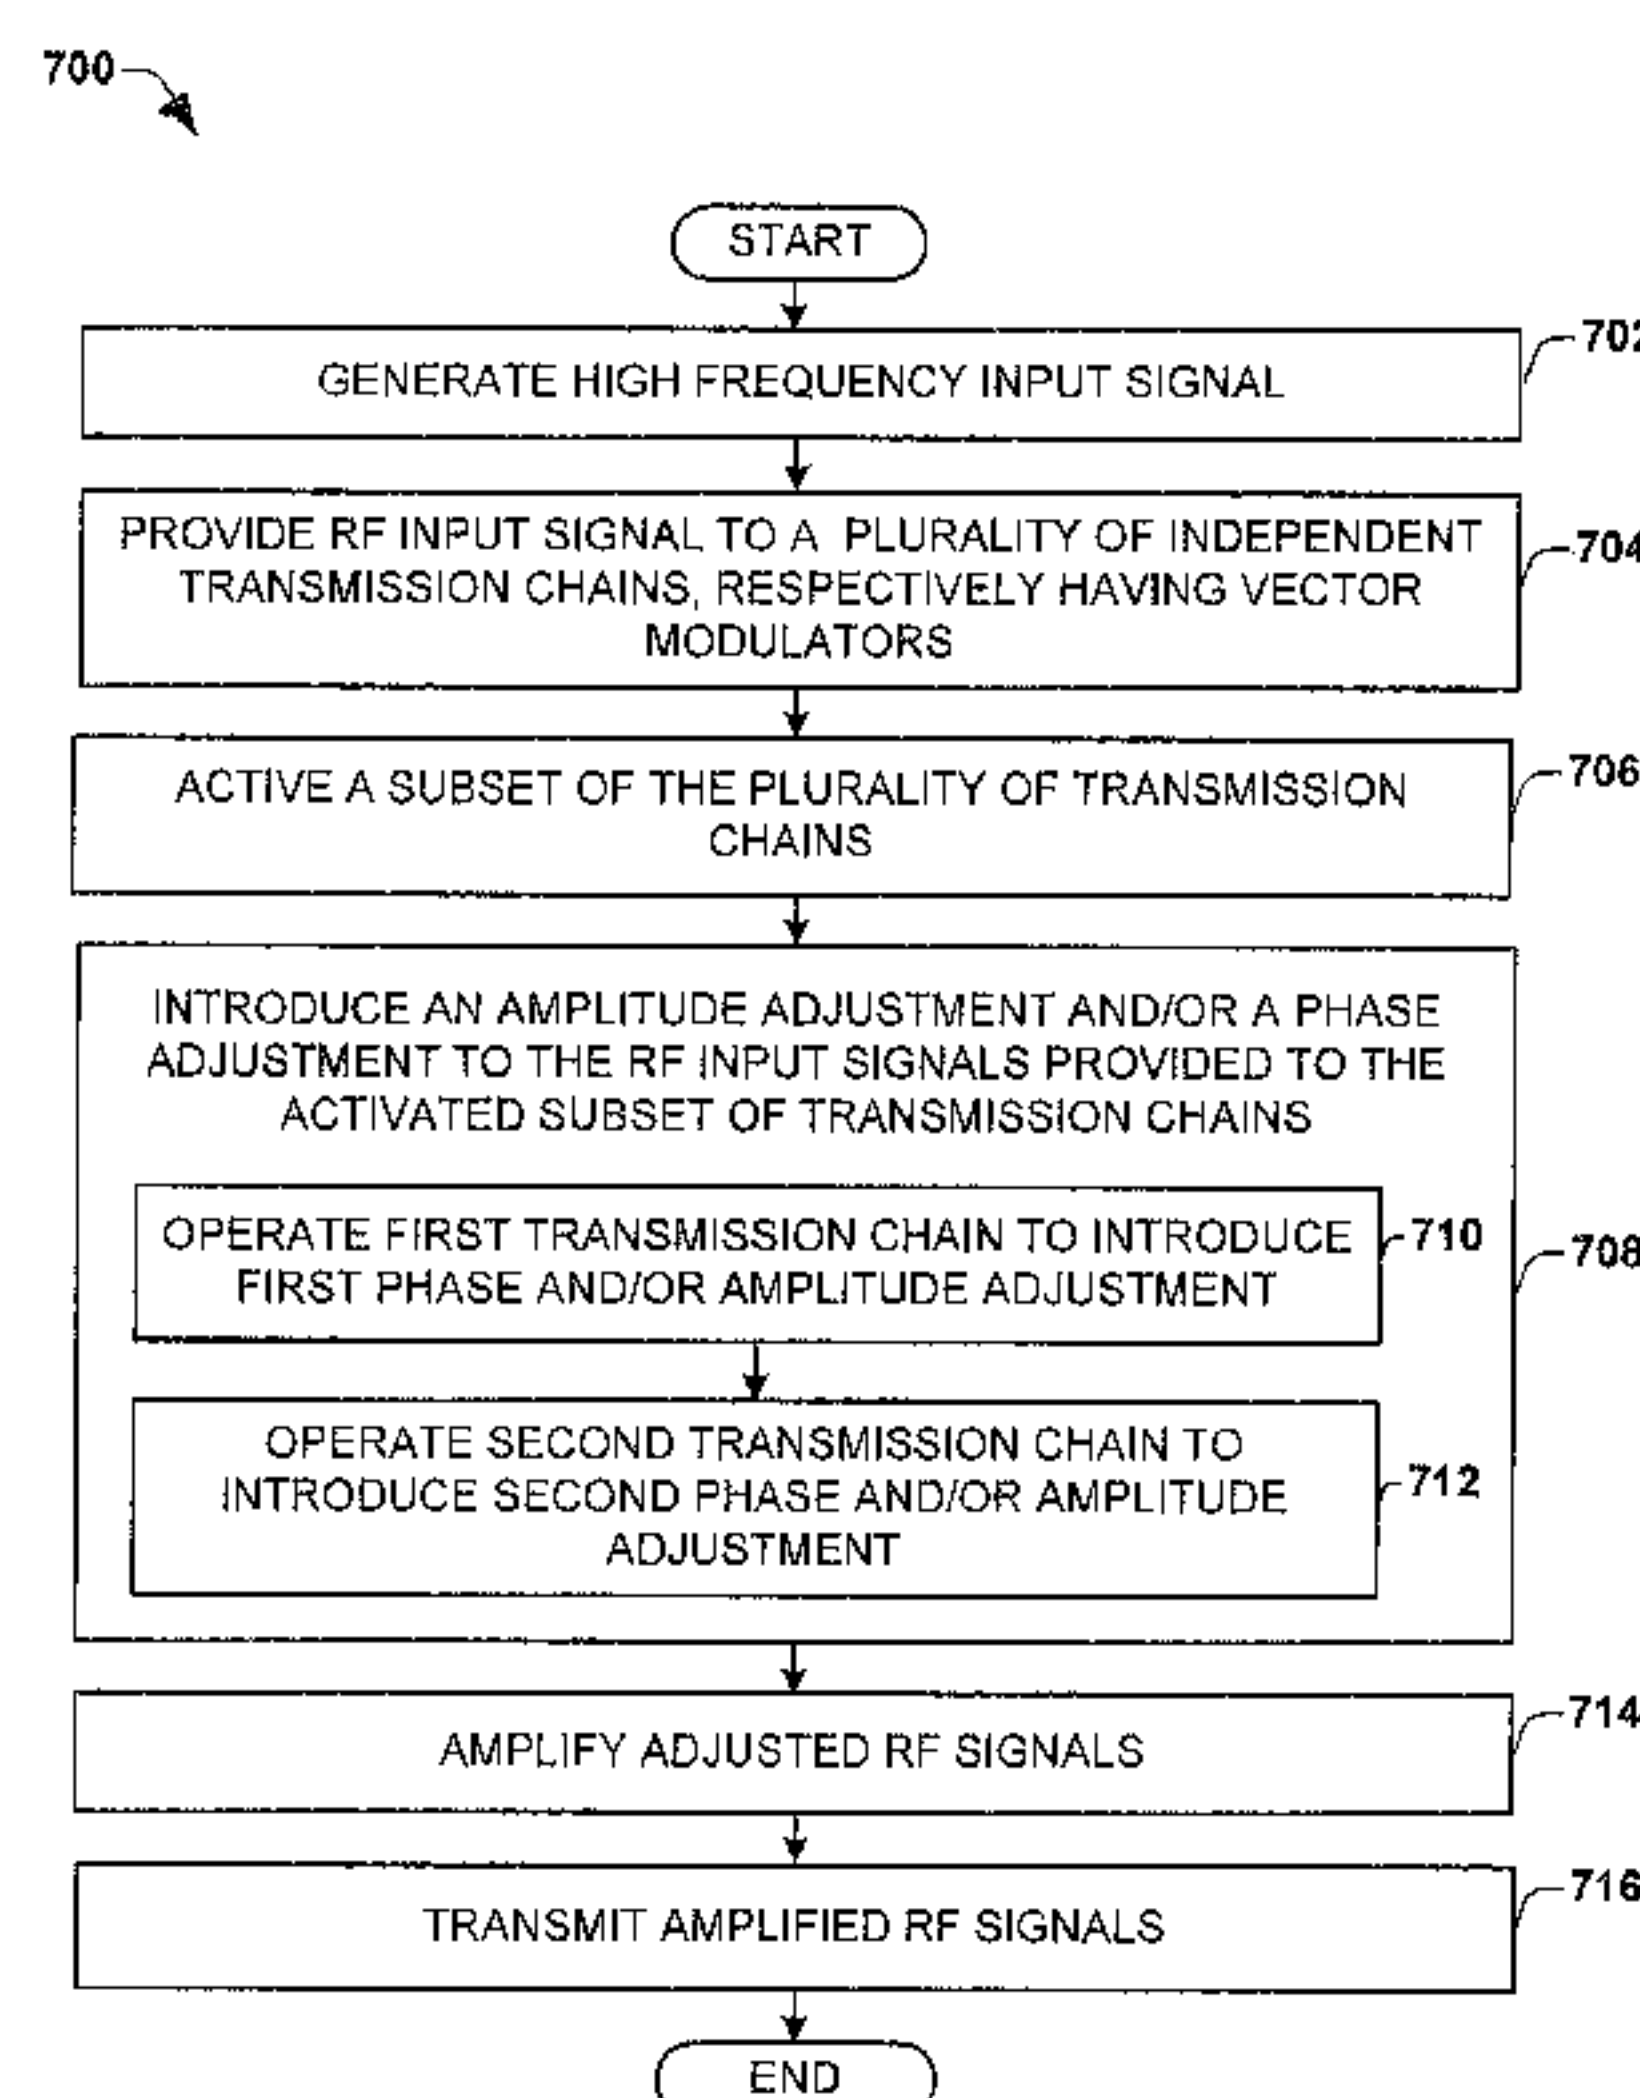 700
START
GENERATE HIGH FREQUENCY INPUT SIGNAL
702
PROVIDE RF INPUT SIGNAL TO A PLURALITY OF INDEPENDENT
TRANSMISSION CHAINS, RESPECTIVELY HAVING VECTOR
MODULATORS
704
ACTIVE A SUBSET OF THE PLURALITY OF TRANSMISSION
CHAINS
706
INTRODUCE AN AMPLITUDE ADJUSTMENT AND/OR A PHASE
ADJUSTMENT TO THE RF INPUT SIGNALS PROVIDED TO THE
ACTIVATED SUBSET OF TRANSMISSION CHAINS
708
OPERATE FIRST TRANSMISSION CHAIN TO INTRODUCE
FIRST PHASE AND/OR AMPLITUDE ADJUSTMENT
710
OPERATE SECOND TRANSMISSION CHAIN TO
INTRODUCE SECOND PHASE AND/OR AMPLITUDE
ADJUSTMENT
712
AMPLIFY ADJUSTED RF SIGNALS
714
TRANSMIT AMPLIFIED RF SIGNALS
716
END